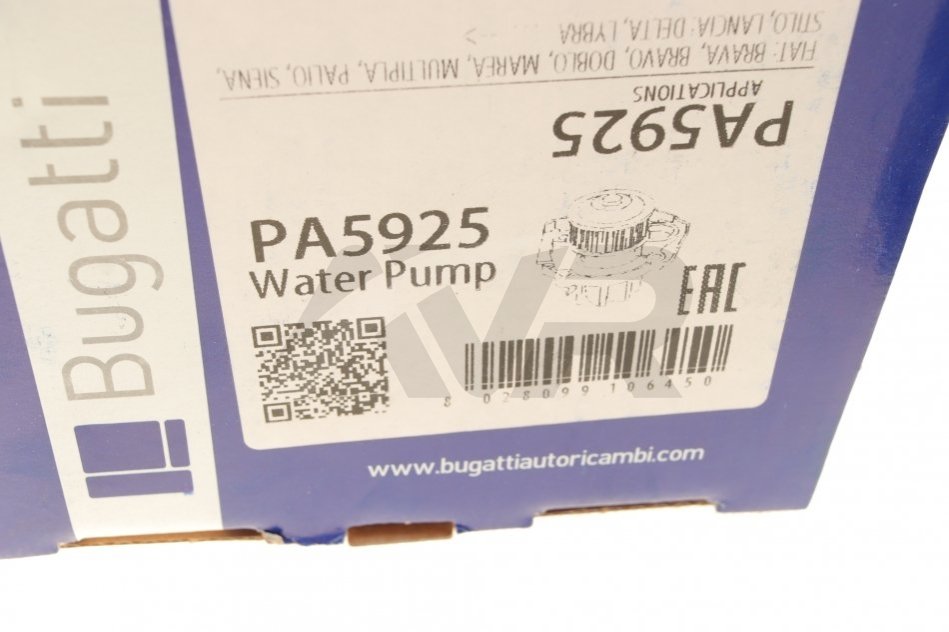 STILO, LANCIA: DELTA, LYBRA
FIAT: BRAVA, BRAVO, DOBLO, MAREA, MULTIPLA, PALIO, SIENA,
APPLICATIONS
PA5925
Bugatti
PA5925
Water Pump
EAC
8 028099 106450
www.bugattiautoricambi.com